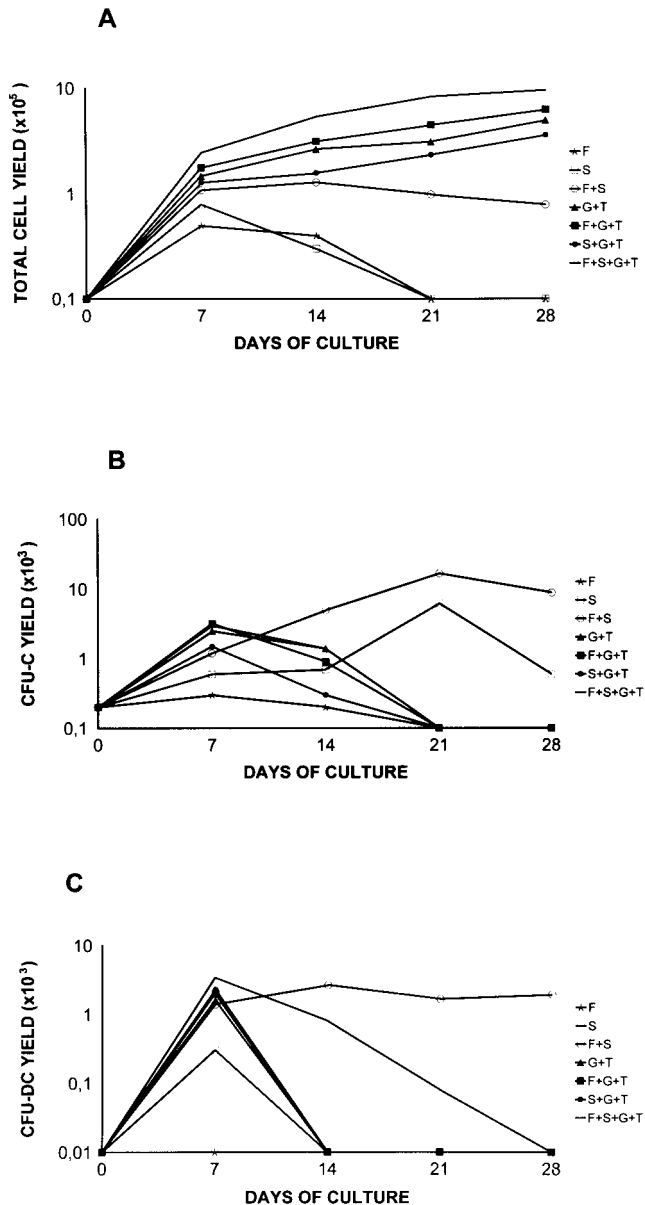 A
TOTAL CELL YIELD (x10⁵)
10
1
0,1
0 7 14 21 28
DAYS OF CULTURE
F
S
F+S
G+T
F+G+T
S+G+T
F+S+G+T
B
CFU-C YIELD (x10³)
100
10
1
0,1
0 7 14 21 28
DAYS OF CULTURE
F
S
F+S
G+T
F+G+T
S+G+T
F+S+G+T
C
CFU-DC YIELD (x10³)
10
1
0,1
0,01
0 7 14 21 28
DAYS OF CULTURE
F
S
F+S
G+T
F+G+T
S+G+T
F+S+G+T